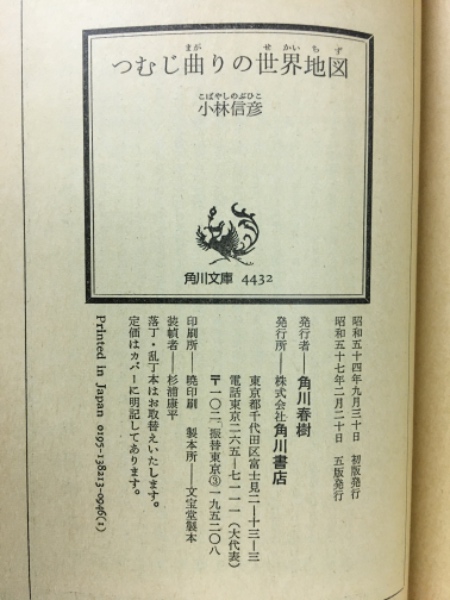 つむじ曲りの世界地図
まが せかいちず
小林信彦
こばやしのぶひこ
角川文庫 4432
昭和五十四年九月三十日 初版発行
昭和五十七年二月二十日 五版発行
発行者――角川春樹
発行所――株式会社角川書店
東京都千代田区富士見二―十三―三
電話東京二六五―七一一一(大代表)
〒一〇二 振替東京③一九五二〇八
印刷所――暁印刷 製本所――文宝堂製本
装幀者――杉浦康平
落丁・乱丁本はお取替えいたします。
定価はカバーに明記してあります。
Printed in Japan 0195-138213-0946(1)